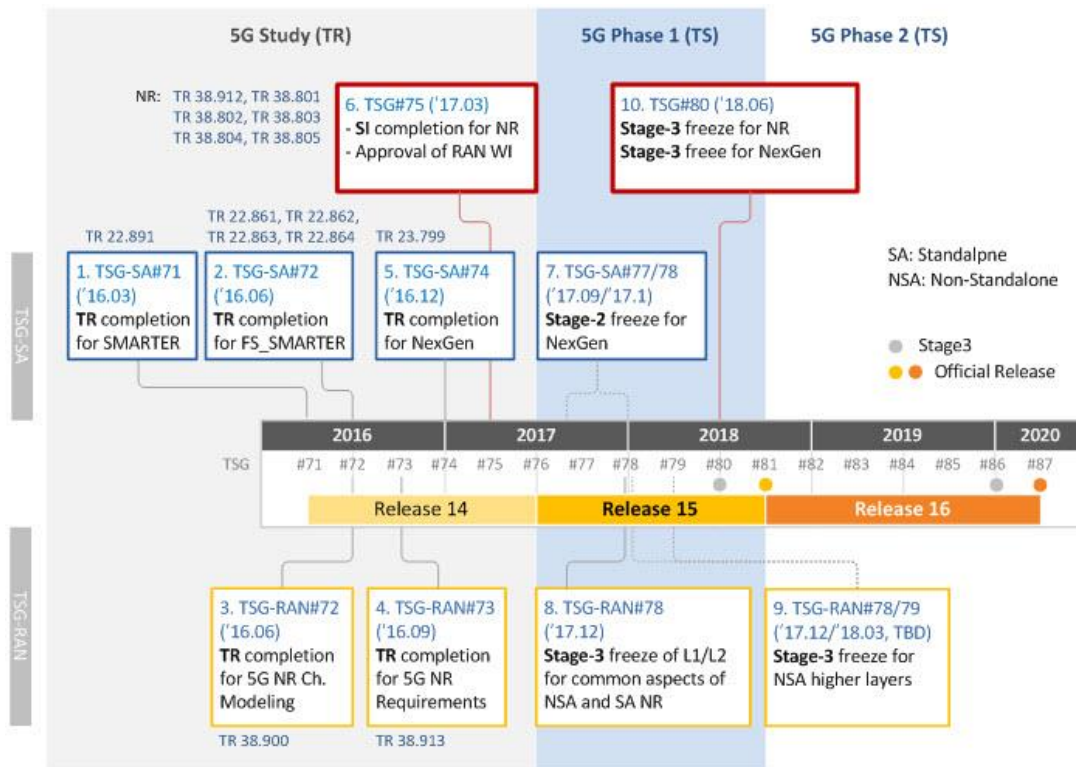 5G Study (TR)
5G Phase 1 (TS)
5G Phase 2 (TS)
NR: TR 38.912, TR 38.801
TR 38.802, TR 38.803
TR 38.804, TR 38.805
6. TSG#75 (’17.03)
- SI completion for NR
- Approval of RAN WI
10. TSG#80 (’18.06)
Stage-3 freeze for NR
Stage-3 freee for NexGen
TR 22.891
TR 22.861, TR 22.862,
TR 22.863, TR 22.864
TR 23.799
TSG-SA
1. TSG-SA#71
(’16.03)
TR completion
for SMARTER
2. TSG-SA#72
(’16.06)
TR completion
for FS_SMARTER
5. TSG-SA#74
(’16.12)
TR completion
for NexGen
7. TSG-SA#77/78
(’17.09/’17.1)
Stage-2 freeze for
NexGen
SA: Standalpne
NSA: Non-Standalone
Stage3
Official Release
2016 2017 2018 2019 2020
TSG #71 #72 #73 #74 #75 #76 #77 #78 #79 #80 #81 #82 #83 #84 #85 #86 #87
Release 14 Release 15 Release 16
TSG-RAN
3. TSG-RAN#72
(’16.06)
TR completion
for 5G NR Ch.
Modeling
TR 38.900
4. TSG-RAN#73
(’16.09)
TR completion
for 5G NR
Requirements
TR 38.913
8. TSG-RAN#78
(’17.12)
Stage-3 freeze of L1/L2
for common aspects of
NSA and SA NR
9. TSG-RAN#78/79
(’17.12/’18.03, TBD)
Stage-3 freeze for
NSA higher layers